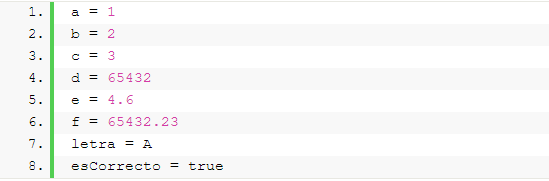 1. a = 1
2. b = 2
3. c = 3
4. d = 65432
5. e = 4.6
6. f = 65432.23
7. letra = A
8. esCorrecto = true